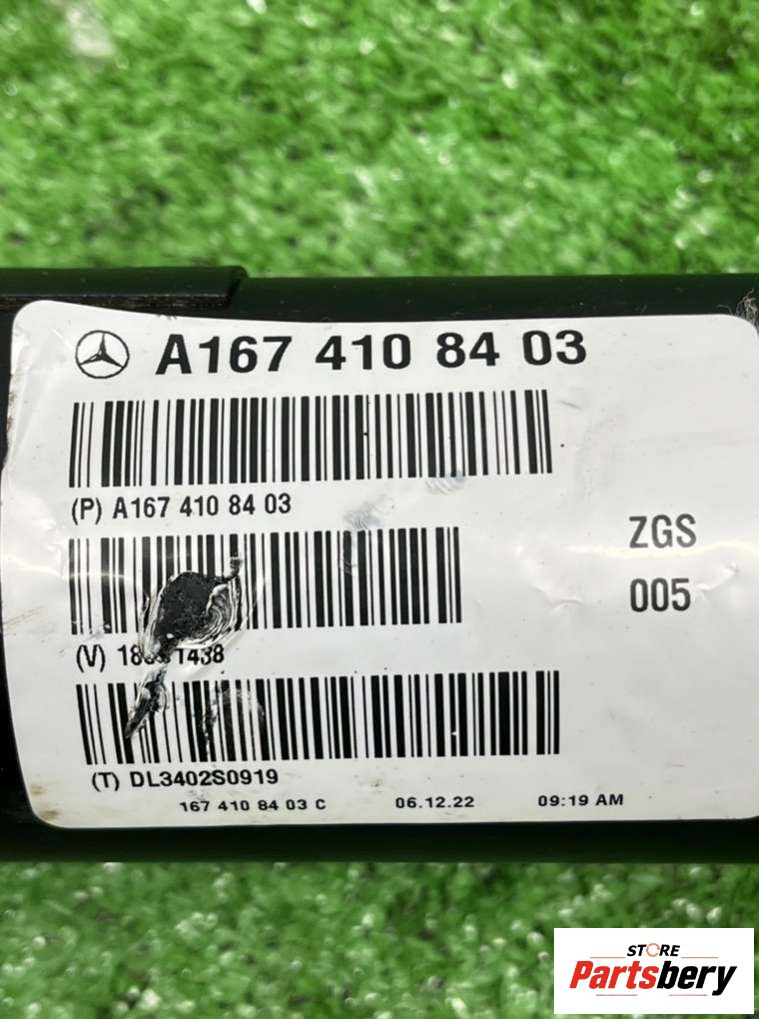 A167 410 84 03
(P) A167 410 84 03
ZGS
005
(V)
(T) DL3402S0919
167 410 84 03 C 06.12.22 09:19 AM
STORE
Partsbery